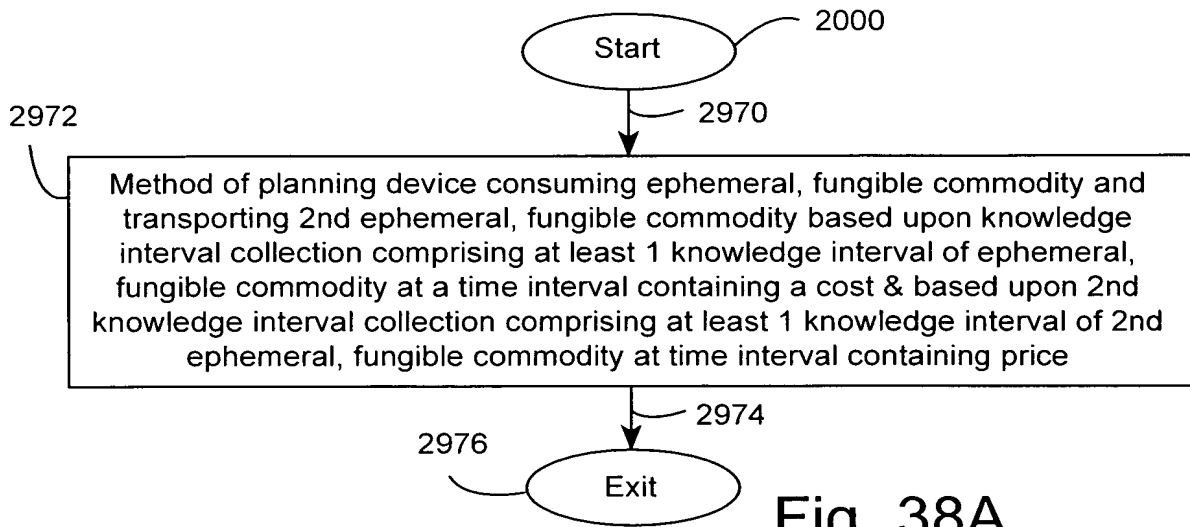 Start
2000
2970
2972
Method of planning device consuming ephemeral, fungible commodity and
transporting 2nd ephemeral, fungible commodity based upon knowledge
interval collection comprising at least 1 knowledge interval of ephemeral,
fungible commodity at a time interval containing a cost & based upon 2nd
knowledge interval collection comprising at least 1 knowledge interval of 2nd
ephemeral, fungible commodity at time interval containing price
2974
2976
Exit
Fig. 38A